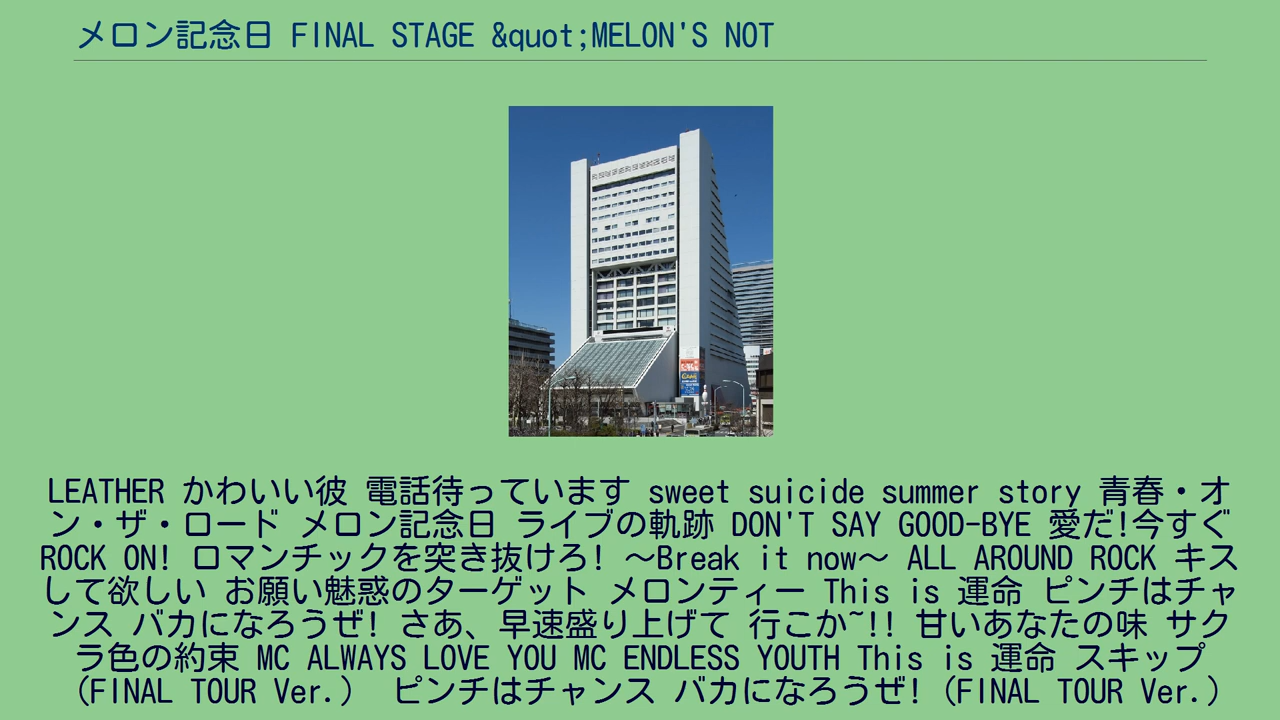 メロン記念日 FINAL STAGE &quot;MELON'S NOT
LEATHER かわいい彼 電話待っています sweet suicide summer story 青春・オ
ン・ザ・ロード メロン記念日 ライブの軌跡 DON'T SAY GOOD-BYE 愛だ!今すぐ
ROCK ON! ロマンチックを突き抜けろ! ～Break it now～ ALL AROUND ROCK キス
して欲しい お願い魅惑のターゲット メロンティー This is 運命 ピンチはチャ
ンス バカになろうぜ! さあ、早速盛り上げて 行こか~!! 甘いあなたの味 サク
ラ色の約束 MC ALWAYS LOVE YOU MC ENDLESS YOUTH This is 運命 スキップ
（FINAL TOUR Ver.） ピンチはチャンス バカになろうぜ!（FINAL TOUR Ver.）